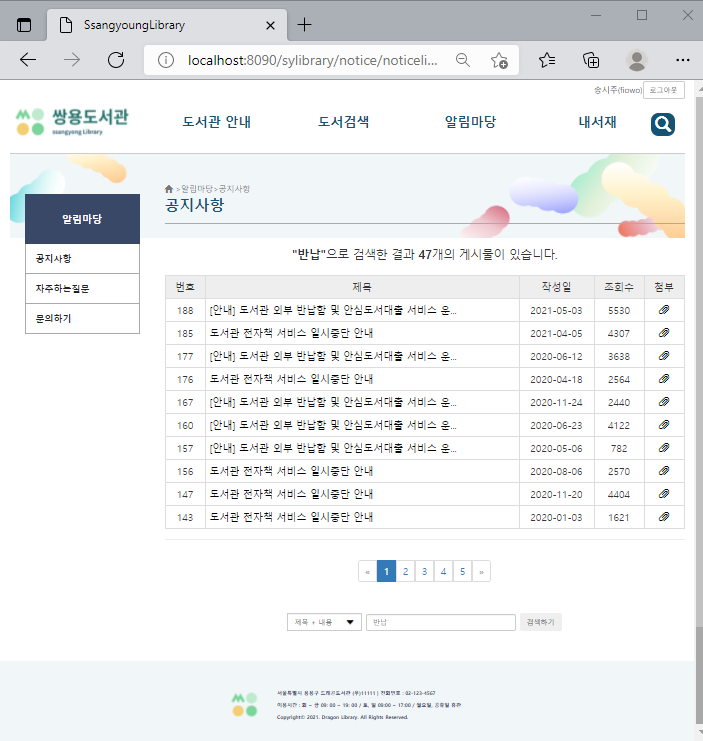 SsangyoungLibrary
localhost:8090/sylibrary/notice/noticeli...
송시주(fiowo) 로그아웃
쌍용도서관
ssangyong Library
도서관 안내 도서검색 알림마당 내서재
> 알림마당 > 공지사항
공지사항
알림마당
공지사항
자주하는질문
문의하기
"반납"으로 검색한 결과 47개의 게시물이 있습니다.
번호 제목 작성일 조회수 첨부
188 [안내] 도서관 외부 반납함 및 안심도서대출 서비스 운... 2021-05-03 5530
185 도서관 전자책 서비스 일시중단 안내 2021-04-05 4307
177 [안내] 도서관 외부 반납함 및 안심도서대출 서비스 운... 2020-06-12 3638
176 도서관 전자책 서비스 일시중단 안내 2020-04-18 2564
167 [안내] 도서관 외부 반납함 및 안심도서대출 서비스 운... 2020-11-24 2440
160 [안내] 도서관 외부 반납함 및 안심도서대출 서비스 운... 2020-06-23 4122
157 [안내] 도서관 외부 반납함 및 안심도서대출 서비스 운... 2020-05-06 782
156 도서관 전자책 서비스 일시중단 안내 2020-08-06 2570
147 도서관 전자책 서비스 일시중단 안내 2020-11-20 4404
143 도서관 전자책 서비스 일시중단 안내 2020-01-03 1621
« 1 2 3 4 5 »
제목 + 내용 반납 검색하기
서울특별시 용용구 드래곤도서관 (우)11111 | 전화번호 : 02-123-4567
이용시간 : 화 ~ 금 09: 00 ~ 19: 00 / 토, 일 09:00 ~ 17:00 / 월요일, 공휴일 휴관
Copyright© 2021. Dragon Library. All Rights Reserved.